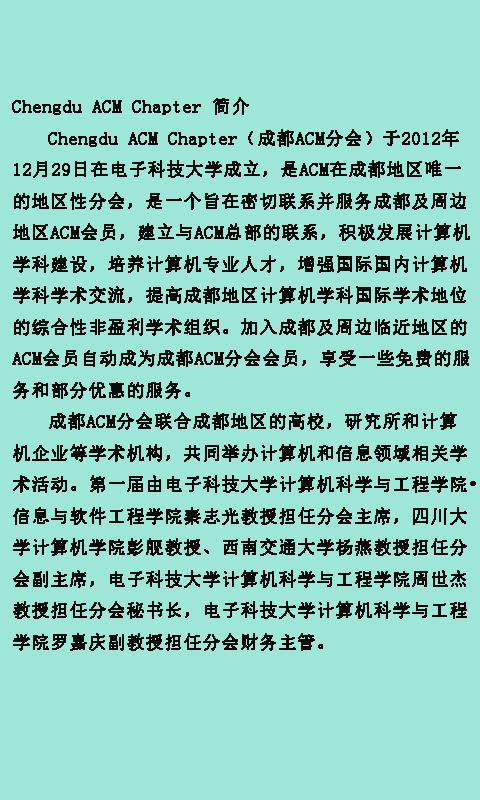 Chengdu ACM Chapter 简介
Chengdu ACM Chapter（成都ACM分会）于2012年
12月29日在电子科技大学成立，是ACM在成都地区唯一
的地区性分会，是一个旨在密切联系并服务成都及周边
地区ACM会员，建立与ACM总部的联系，积极发展计算机
学科建设，培养计算机专业人才，增强国际国内计算机
学科学术交流，提高成都地区计算机学科国际学术地位
的综合性非盈利学术组织。加入成都及周边临近地区的
ACM会员自动成为成都ACM分会会员，享受一些免费的服
务和部分优惠的服务。
成都ACM分会联合成都地区的高校，研究所和计算
机企业等学术机构，共同举办计算机和信息领域相关学
术活动。第一届由电子科技大学计算机科学与工程学院•
信息与软件工程学院秦志光教授担任分会主席，四川大
学计算机学院彭舰教授、西南交通大学杨燕教授担任分
会副主席，电子科技大学计算机科学与工程学院周世杰
教授担任分会秘书长，电子科技大学计算机科学与工程
学院罗嘉庆副教授担任分会财务主管。